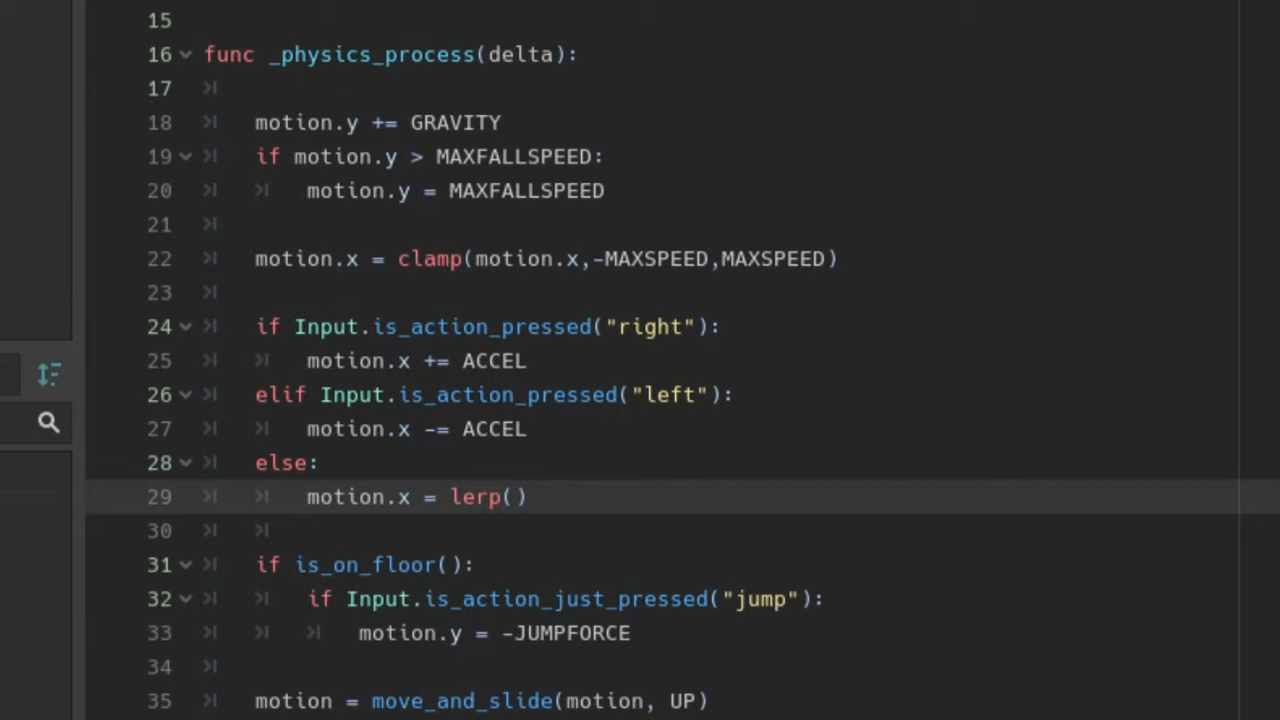 15
16 func _physics_process(delta):
17
18 motion.y += GRAVITY
19 if motion.y > MAXFALLSPEED:
20 motion.y = MAXFALLSPEED
21
22 motion.x = clamp(motion.x,-MAXSPEED,MAXSPEED)
23
24 if Input.is_action_pressed("right"):
25 motion.x += ACCEL
26 elif Input.is_action_pressed("left"):
27 motion.x -= ACCEL
28 else:
29 motion.x = lerp()
30
31 if is_on_floor():
32 if Input.is_action_just_pressed("jump"):
33 motion.y = -JUMPFORCE
34
35 motion = move_and_slide(motion, UP)